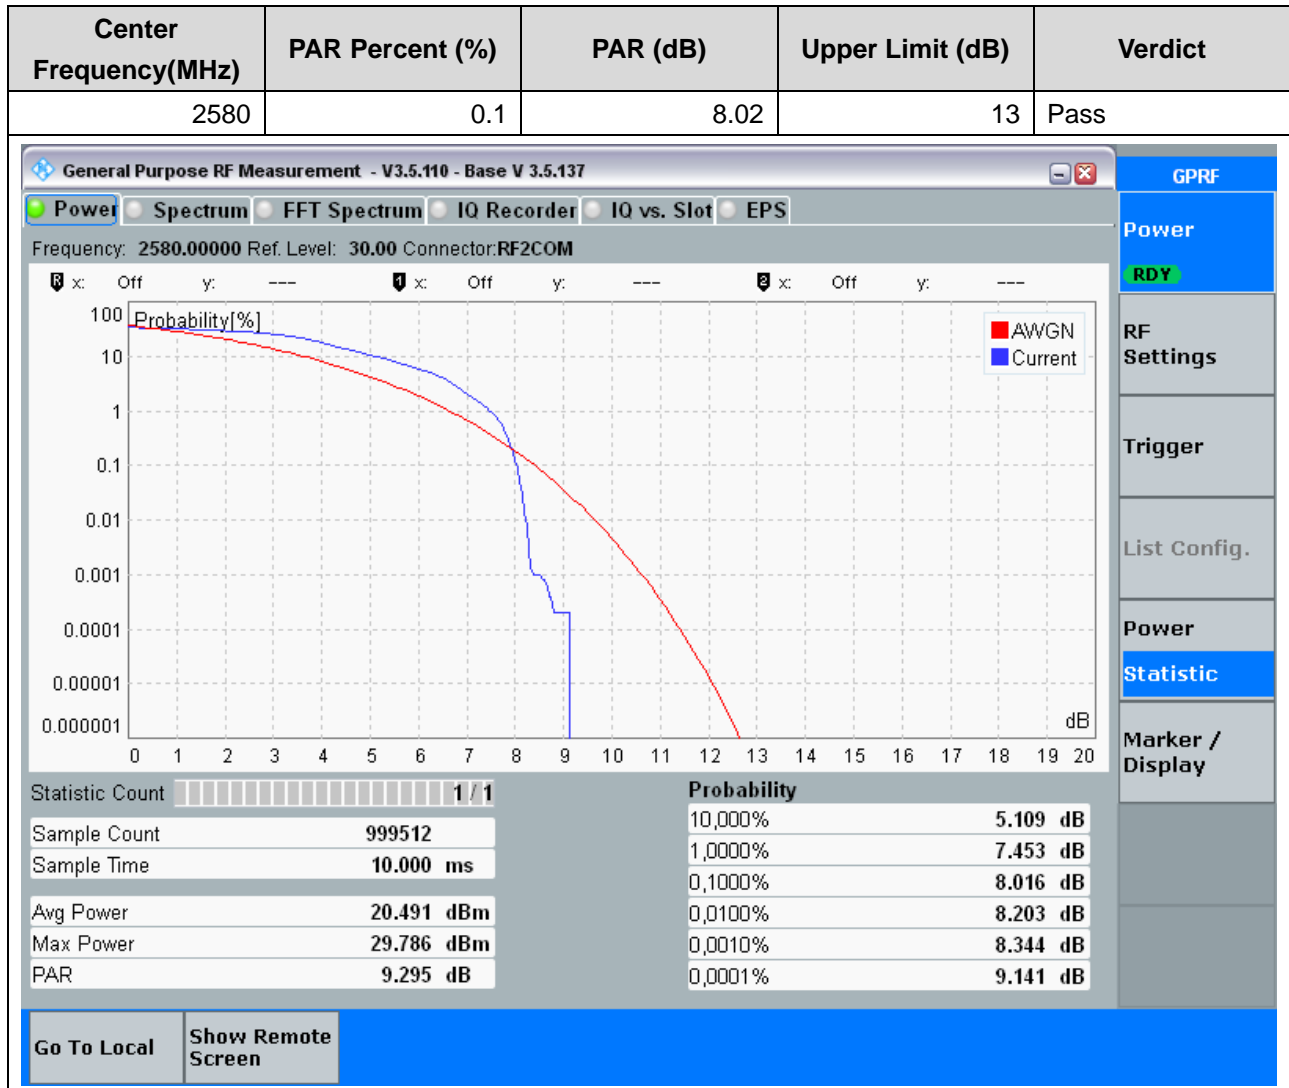 Center Frequency(MHz) PAR Percent (%) PAR (dB) Upper Limit (dB) Verdict
2580 0.1 8.02 13 Pass
General Purpose RF Measurement - V3.5.110 - Base V 3.5.137
Power Spectrum FFT Spectrum IQ Recorder IQ vs. Slot EPS
Frequency: 2580.00000 Ref. Level: 30.00 Connector:RF2COM
R x: Off y: --- 1 x: Off y: --- 2 x: Off y: ---
Probability[%]
AWGN
Current
100
10
1
0.1
0.01
0.001
0.0001
0.00001
0.000001
dB
0 1 2 3 4 5 6 7 8 9 10 11 12 13 14 15 16 17 18 19 20
Statistic Count 1 / 1
Sample Count 999512
Sample Time 10.000 ms
Avg Power 20.491 dBm
Max Power 29.786 dBm
PAR 9.295 dB
Probability
10,000% 5.109 dB
1,0000% 7.453 dB
0,1000% 8.016 dB
0,0100% 8.203 dB
0,0010% 8.344 dB
0,0001% 9.141 dB
GPRF
Power
RDY
RF
Settings
Trigger
List Config.
Power
Statistic
Marker /
Display
Go To Local
Show Remote
Screen